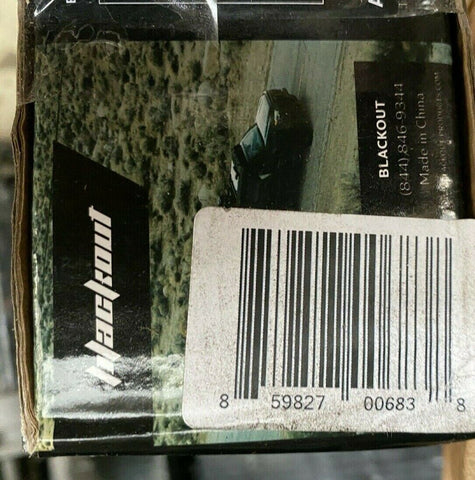 BLACKOUT
(844) 846-9344
Made in China
blackout
8 59827 00683 8